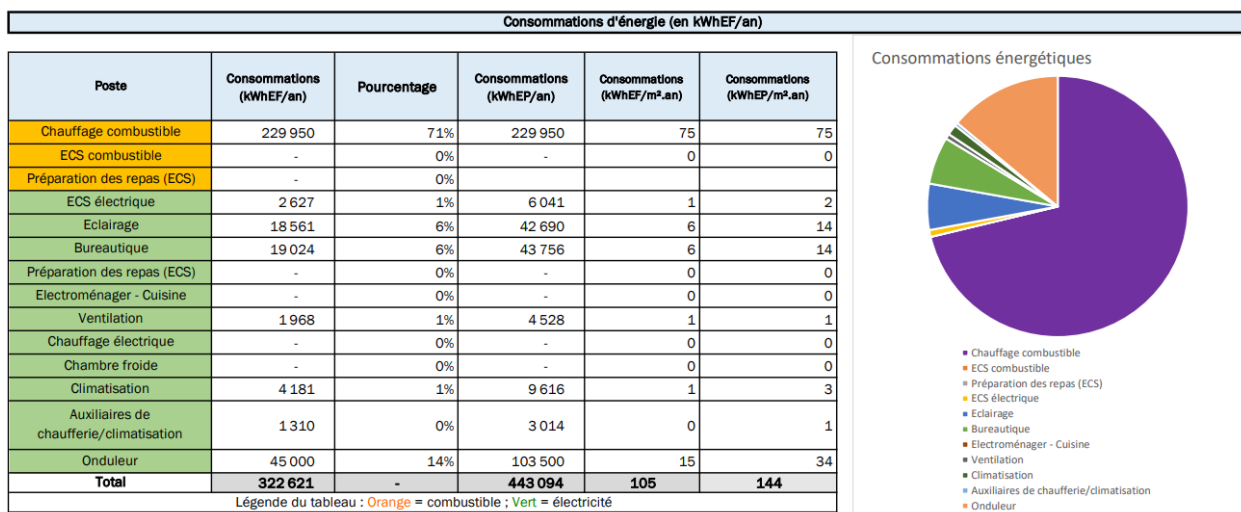 Consommations d'énergie (en kWhEF/an)
Poste Consommations (kWhEF/an) Pourcentage Consommations (kWhEP/an) Consommations (kWhEF/m².an) Consommations (kWhEP/m².an)
Chauffage combustible 229 950 71% 229 950 75 75
ECS combustible - 0% - 0 0
Préparation des repas (ECS) - 0%
ECS électrique 2 627 1% 6 041 1 2
Eclairage 18 561 6% 42 690 6 14
Bureautique 19 024 6% 43 756 6 14
Préparation des repas (ECS) - 0% - 0 0
Electroménager - Cuisine - 0% - 0 0
Ventilation 1 968 1% 4 528 1 1
Chauffage électrique - 0% - 0 0
Chambre froide - 0% - 0 0
Climatisation 4 181 1% 9 616 1 3
Auxiliaires de
chaufferie/climatisation 1 310 0% 3 014 0 1
Onduleur 45 000 14% 103 500 15 34
Total 322 621 - 443 094 105 144
Légende du tableau : Orange = combustible ; Vert = électricité
Consommations énergétiques
Chauffage combustible
ECS combustible
Préparation des repas (ECS)
ECS électrique
Eclairage
Bureautique
Electroménager - Cuisine
Ventilation
Climatisation
Auxiliaires de chaufferie/climatisation
Onduleur